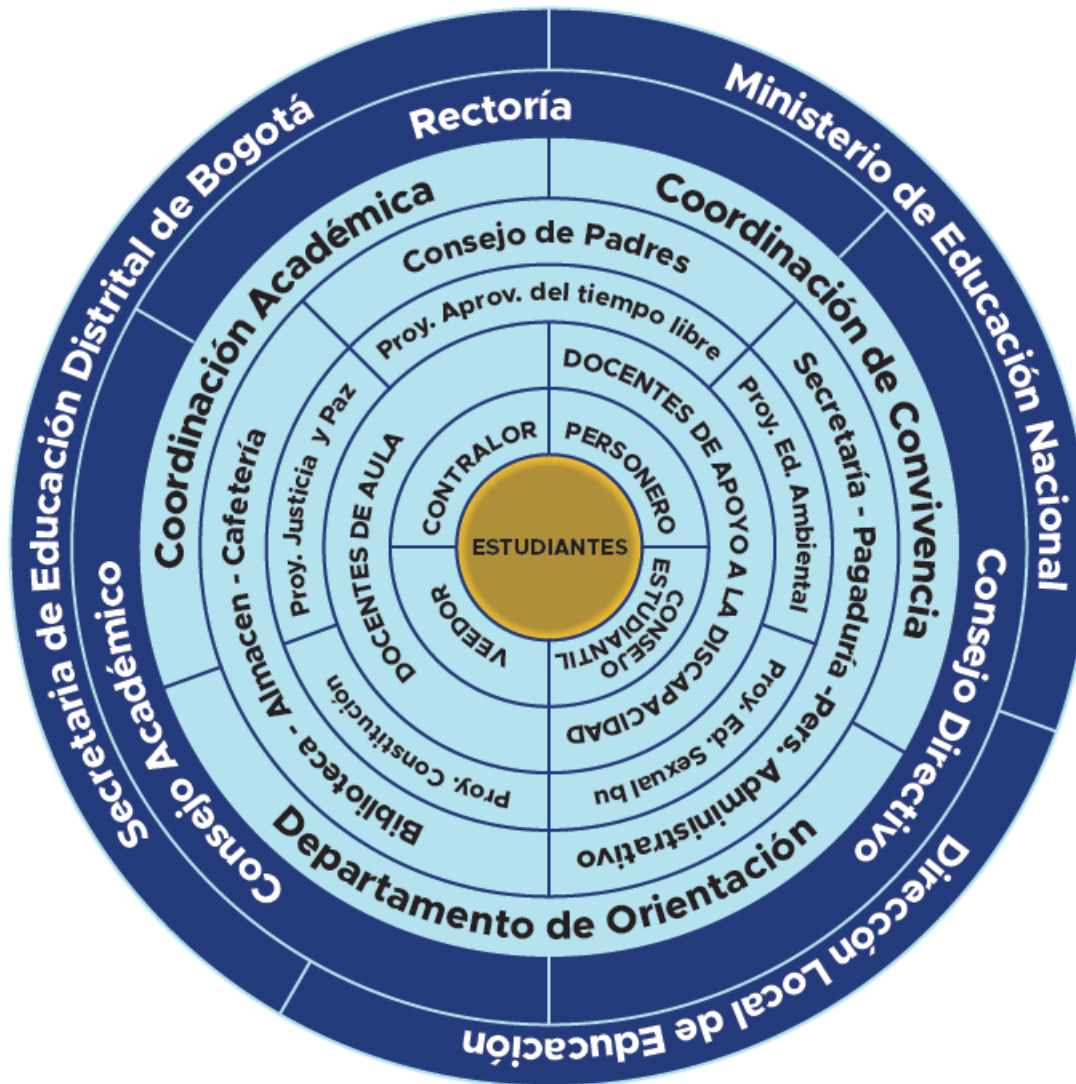 Secretaria de Educación Distrital de Bogotá
Ministerio de Educación Nacional
Direccón Local de Educación
Rectoría
Consejo Directivo
Consejo Académico
Coordinación Académica
Coordinación de Convivencia
Departamento de Orientación
Consejo de Padres
Secretaría - Pagaduría -Pers. Administrativo
Biblioteca - Almacen - Cafetería
Proy. Aprov. del tiempo libre
Proy. Ed. Ambiental
Proy. Ed. Sexual bu
Proy. Constitución
Proy. Justicia y Paz
DOCENTES DE APOYO A LA DISCAPACIDAD
DOCENTES DE AULA
CONTRALOR
PERSONERO
CONSEJO
ESTUDIANTIL
VEEDOR
ESTUDIANTES